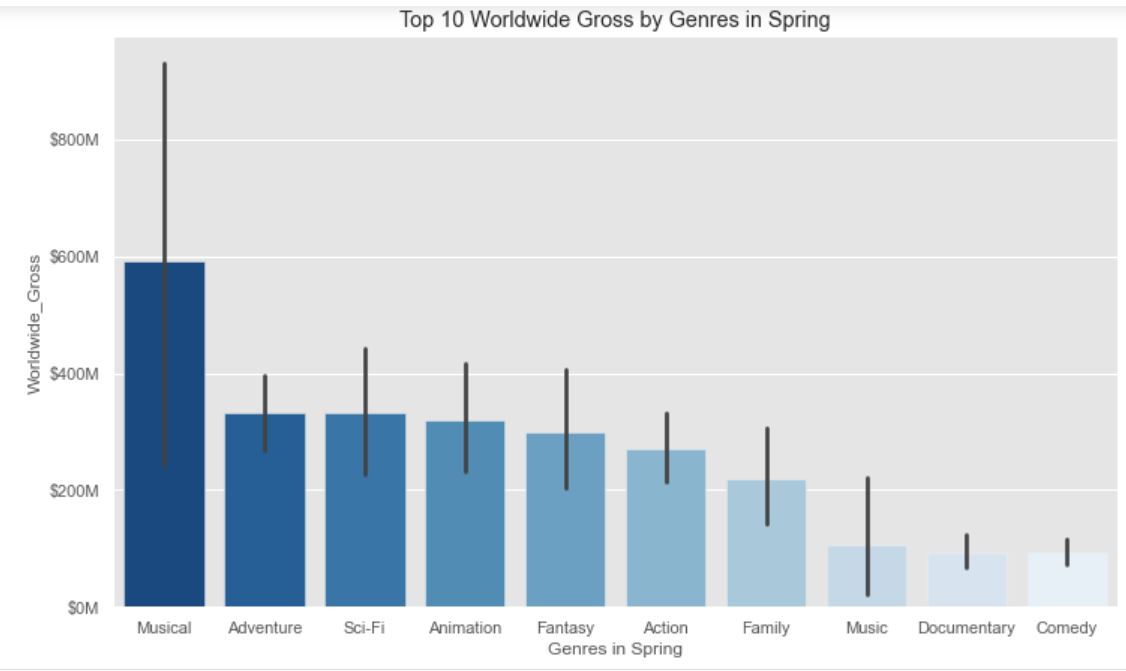 Top 10 Worldwide Gross by Genres in Spring
$800M
$600M
$400M
$200M
$0M
Worldwide_Gross
Musical Adventure Sci-Fi Animation Fantasy Action Family Music Documentary Comedy
Genres in Spring